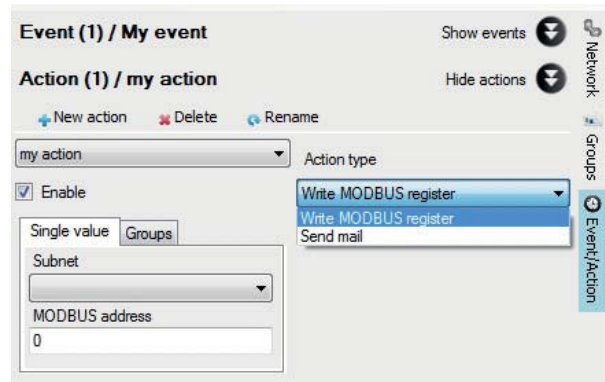 Event (1) / My event
Show events
Action (1) / my action
Hide actions
New action
Delete
Rename
my action
Action type
Enable
Write MODBUS register
Write MODBUS register
Send mail
Single value
Groups
Subnet
MODBUS address
0
Network
Groups
Event/Action